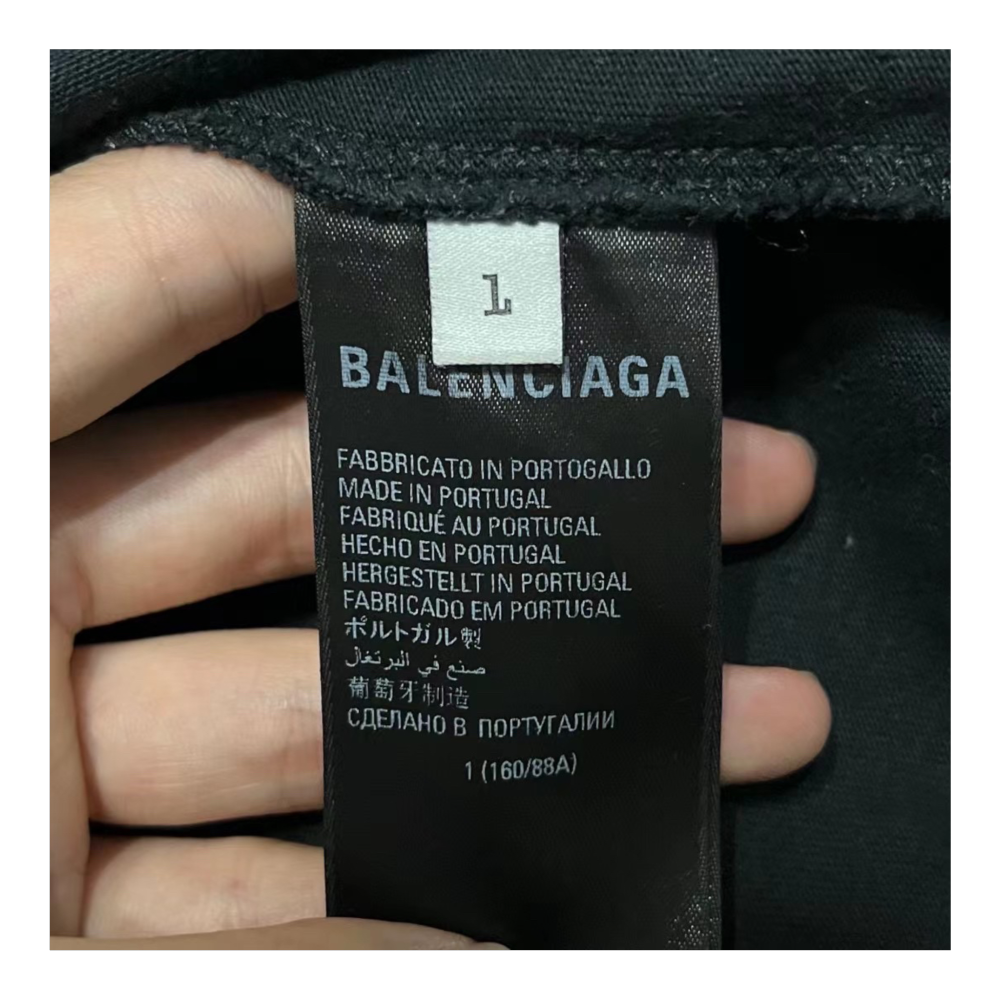 1
BALENCIAGA
FABBRICATO IN PORTOGALLO
MADE IN PORTUGAL
FABRIQUÉ AU PORTUGAL
HECHO EN PORTUGAL
HERGESTELLT IN PORTUGAL
FABRICADO EM PORTUGAL
ポルトガル製
صنع في البرتغال
葡萄牙制造
СДЕЛАНО В ПОРТУГАЛИИ
1 (160/88A)